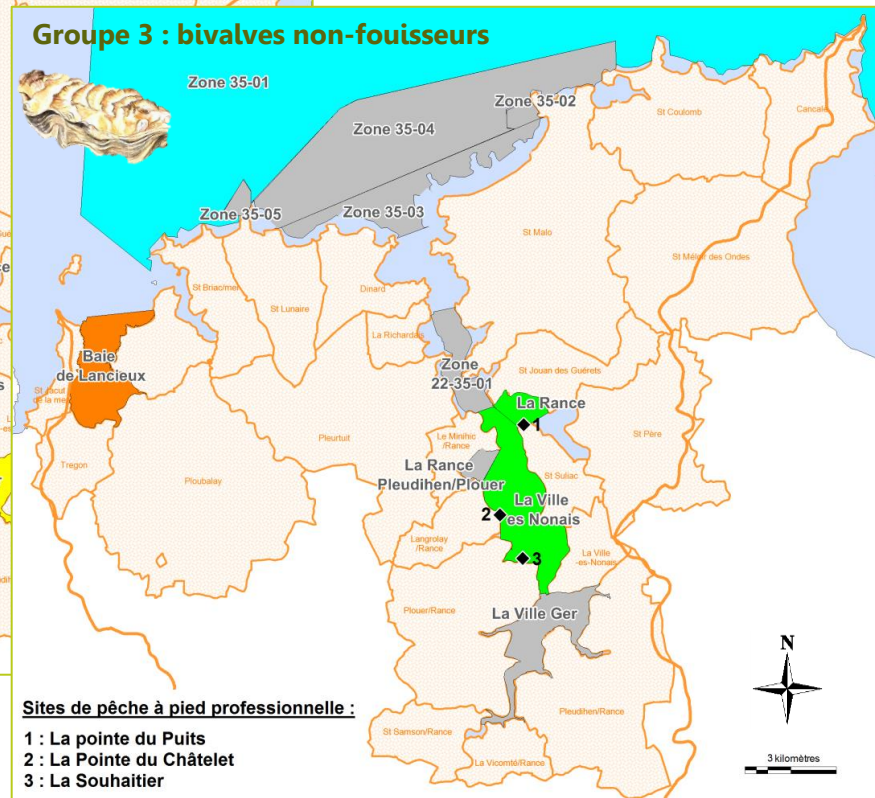 Groupe 3 : bivalves non-fouisseurs
Zone 35-01
Zone 35-02
Zone 35-04
Zone 35-05
Zone 35-03
St Coulomb
Cancale
St Malo
St Méloir des Ondes
St Briac/mer
St Lunaire
Dinard
La Richardais
Baie
de Lancieux
St Jacut
de la mer
Zone
22-35-01
St Jouan des Guérets
La Rance
1
Pleurtuit
Le Minihic
/Rance
St Père
Tregon
Ploubalay
La Rance
Pleudihen/Plouer
St Suliac
La Ville
es Nonais
2
Langrolay
/Rance
3
La Ville
-es-Nonais
Plouer/Rance
La Ville Ger
N
Pleudihen/Rance
Sites de pêche à pied professionnelle :
1 : La pointe du Puits
2 : La Pointe du Châtelet
3 : La Souhaitier
St Samson/Rance
La Vicomté/Rance
3 kilomètres